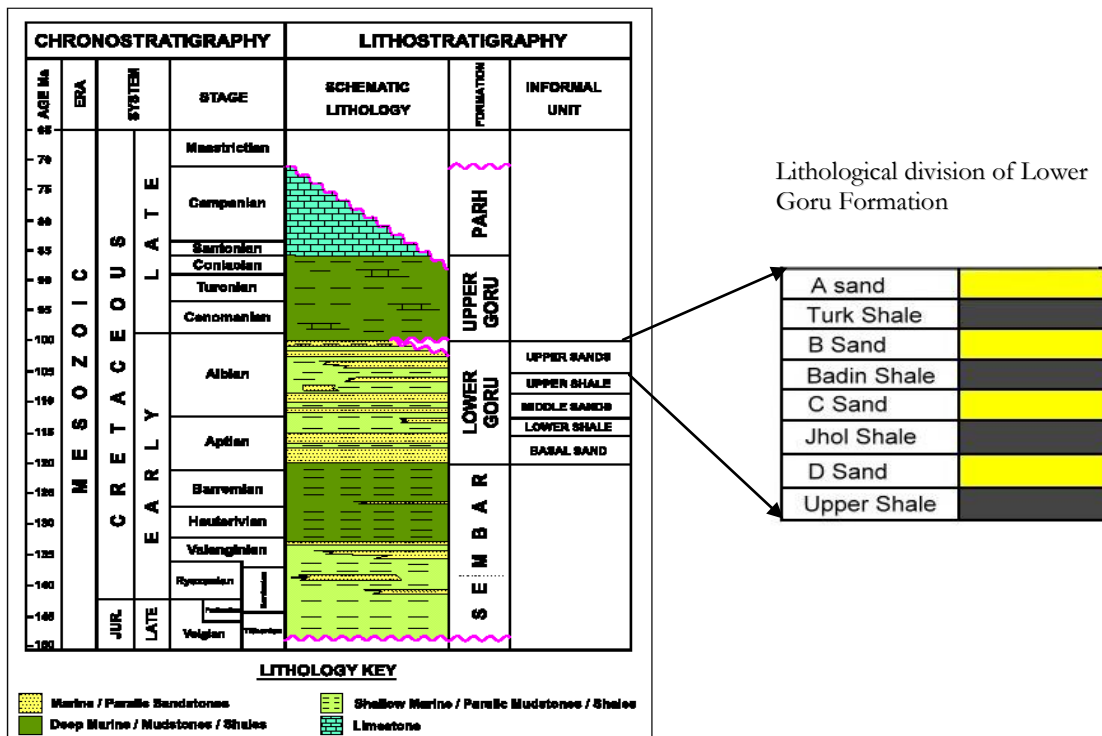 CHRONOSTRATIGRAPHY
LITHOSTRATIGRAPHY
AGE Ma
ERA
SYSTEM
STAGE
SCHEMATIC
LITHOLOGY
FORMATION
INFORMAL
UNIT
65
70
75
80
85
90
95
100
105
110
115
120
125
130
135
140
145
150
MESOZOIC
CRETACEOUS
JUR.
LATE
EARLY
LATE
Maastrictian
Campanian
Santonian
Coniacian
Turonian
Cenomanian
Albian
Aptian
Barremian
Hauterivian
Valanginian
Ryazanian
Volgian
PARH
UPPER
GORU
LOWER
GORU
SEMBAR
UPPER SANDS
UPPER SHALE
MIDDLE SANDS
LOWER SHALE
BASAL SAND
LITHOLOGY KEY
Marine / Paralic Sandstones
Shallow Marine / Paralic Mudstones / Shales
Deep Marine / Mudstones / Shales
Limestone
Lithological division of Lower
Goru Formation
A sand
Turk Shale
B Sand
Badin Shale
C Sand
Jhol Shale
D Sand
Upper Shale